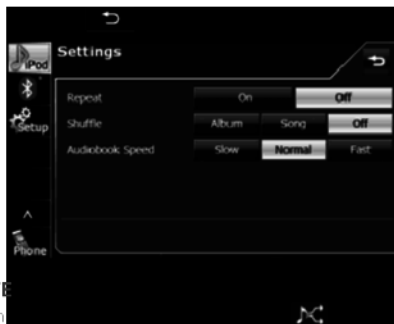 Settings
iPod
Repeat On Off
Setup
Shuffle Album Song Off
Audiobook Speed Slow Normal Fast
Phone